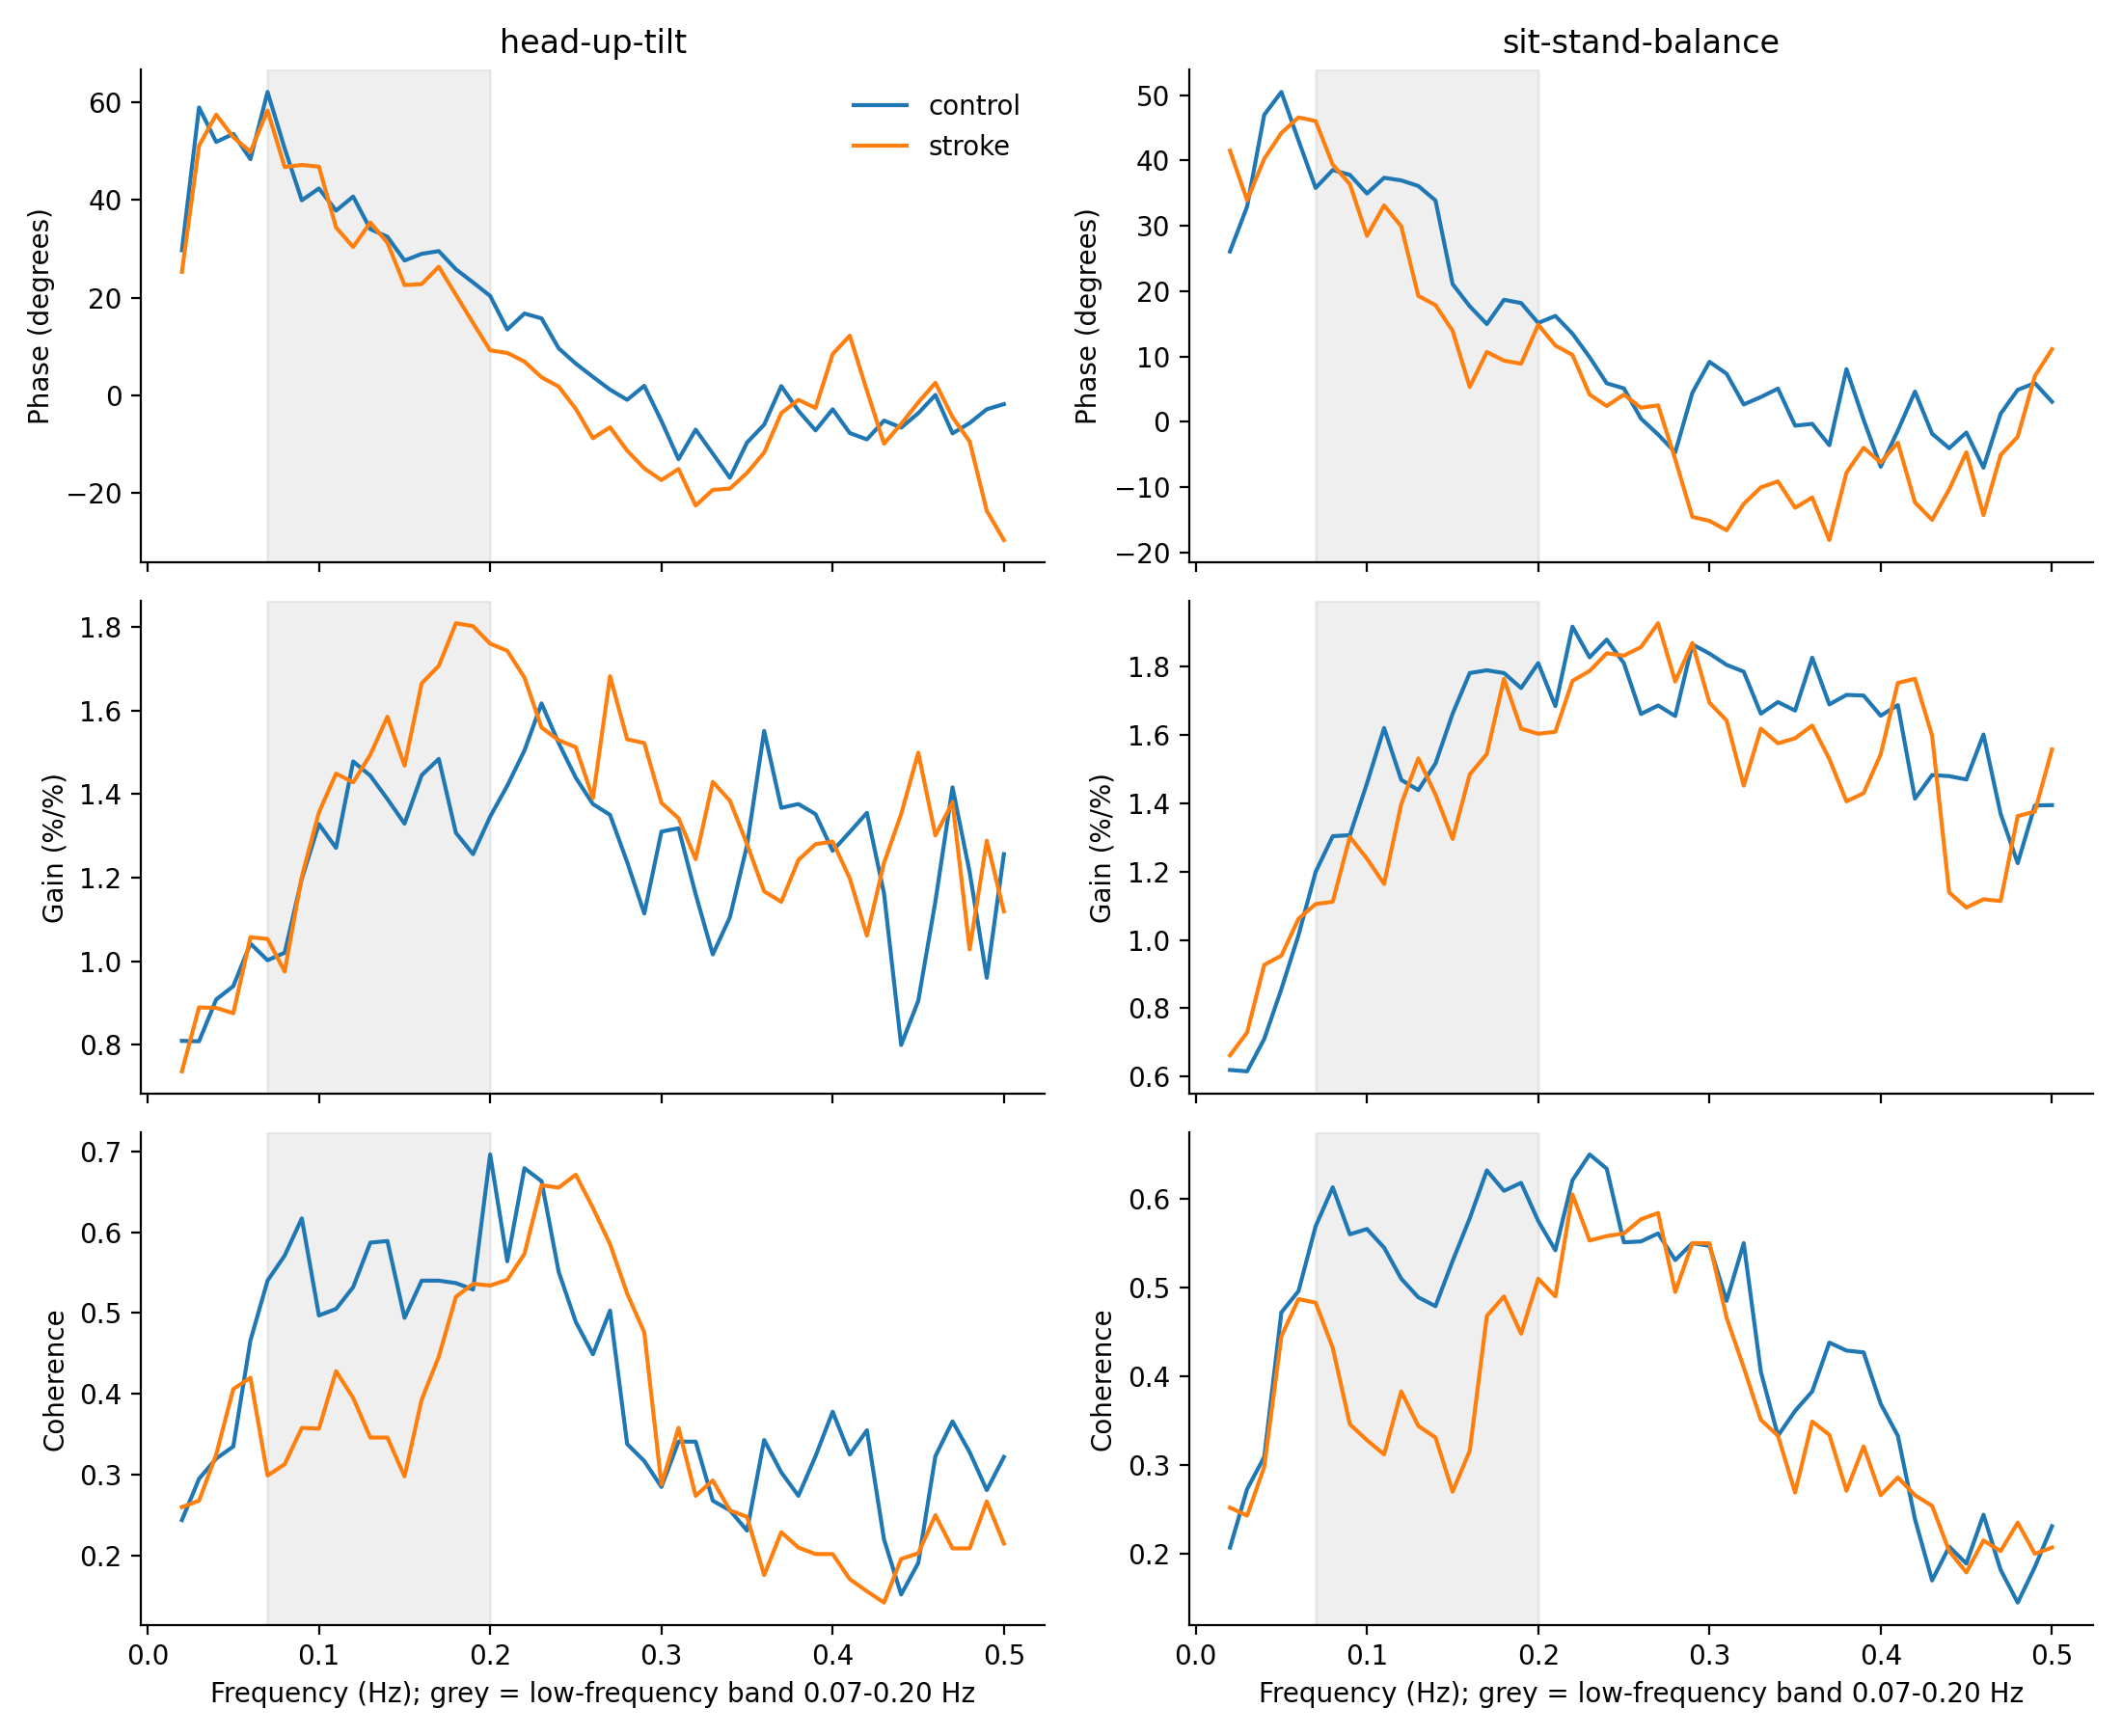 head-up-tilt
sit-stand-balance
control
stroke
Phase (degrees)
60
40
20
0
−20
Phase (degrees)
50
40
30
20
10
0
−10
−20
Gain (%/%)
1.8
1.6
1.4
1.2
1.0
0.8
Gain (%/%)
1.8
1.6
1.4
1.2
1.0
0.8
0.6
Coherence
0.7
0.6
0.5
0.4
0.3
0.2
0.0 0.1 0.2 0.3 0.4 0.5
Frequency (Hz); grey = low-frequency band 0.07-0.20 Hz
Coherence
0.6
0.5
0.4
0.3
0.2
0.0 0.1 0.2 0.3 0.4 0.5
Frequency (Hz); grey = low-frequency band 0.07-0.20 Hz